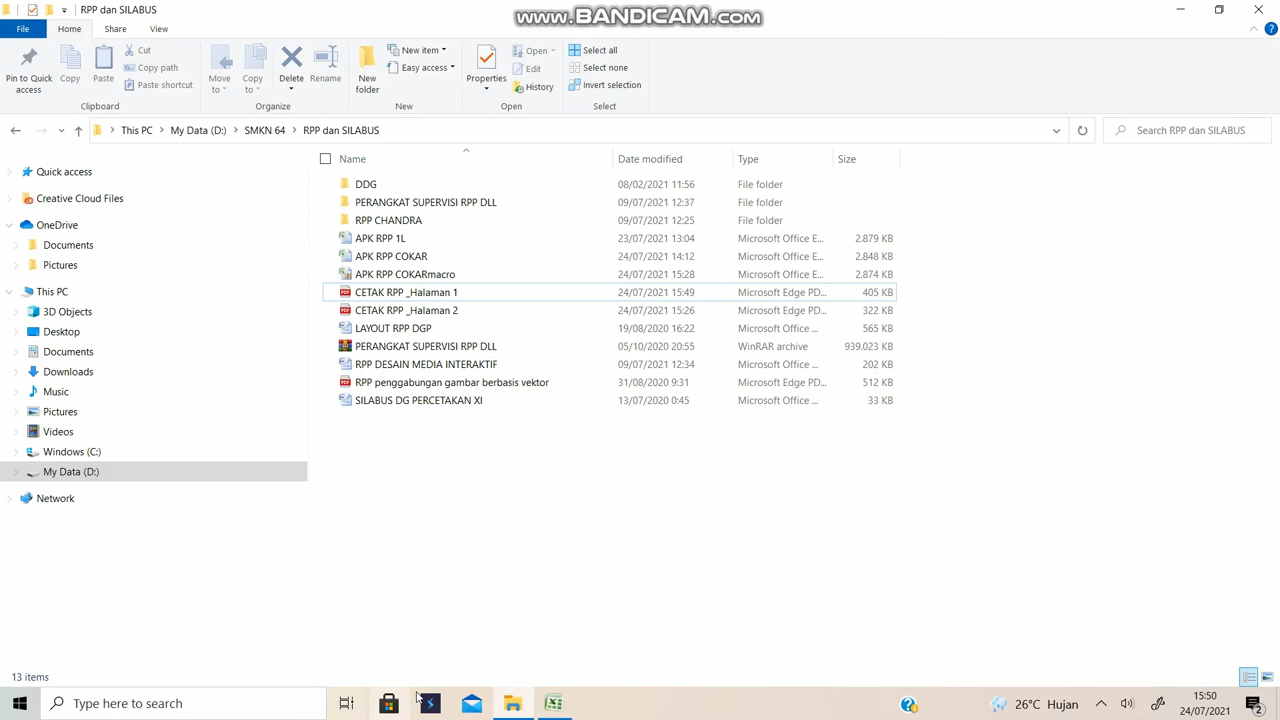 RPP dan SILABUS
www.BANDICAM.com
File
Home
Share
View
Pin to Quick access
Copy
Paste
Cut
Copy path
Paste shortcut
Clipboard
Move to
Copy to
Delete
Rename
Organize
New folder
New item
Easy access
New
Properties
Open
Edit
History
Open
Select all
Select none
Invert selection
Select
This PC > My Data (D:) > SMKN 64 > RPP dan SILABUS
Search RPP dan SILABUS
Quick access
Creative Cloud Files
OneDrive
Documents
Pictures
This PC
3D Objects
Desktop
Documents
Downloads
Music
Pictures
Videos
Windows (C:)
My Data (D:)
Network
Name Date modified Type Size
DDG 08/02/2021 11:56 File folder
PERANGKAT SUPERVISI RPP DLL 09/07/2021 12:37 File folder
RPP CHANDRA 09/07/2021 12:25 File folder
APK RPP 1L 23/07/2021 13:04 Microsoft Office E... 2.879 KB
APK RPP COKAR 24/07/2021 14:12 Microsoft Office E... 2.848 KB
APK RPP COKARmacro 24/07/2021 15:28 Microsoft Office E... 2.874 KB
CETAK RPP _Halaman 1 24/07/2021 15:49 Microsoft Edge PD... 405 KB
CETAK RPP _Halaman 2 24/07/2021 15:26 Microsoft Edge PD... 322 KB
LAYOUT RPP DGP 19/08/2020 16:22 Microsoft Office ... 565 KB
PERANGKAT SUPERVISI RPP DLL 05/10/2020 20:55 WinRAR archive 939.023 KB
RPP DESAIN MEDIA INTERAKTIF 09/07/2021 12:34 Microsoft Office ... 202 KB
RPP penggabungan gambar berbasis vektor 31/08/2020 9:31 Microsoft Edge PD... 512 KB
SILABUS DG PERCETAKAN XI 13/07/2020 0:45 Microsoft Office ... 33 KB
13 items
Type here to search
26°C Hujan
15:50
24/07/2021
2